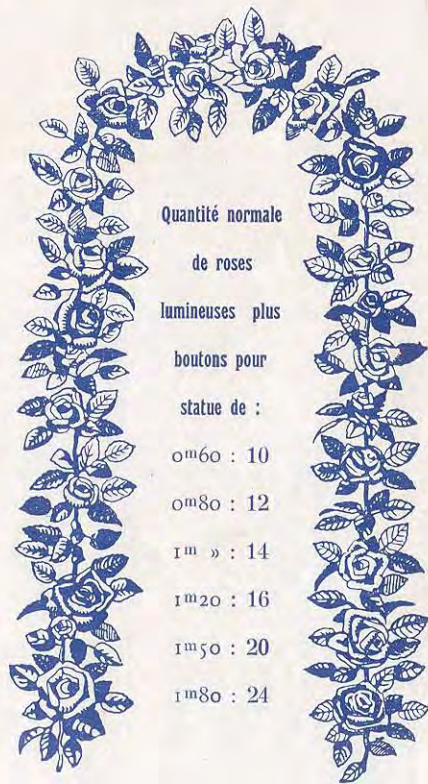 Quantité normale
de roses
lumineuses plus
boutons pour
statue de :
0m60 : 10
0m80 : 12
1m » : 14
1m20 : 16
1m50 : 20
1m80 : 24